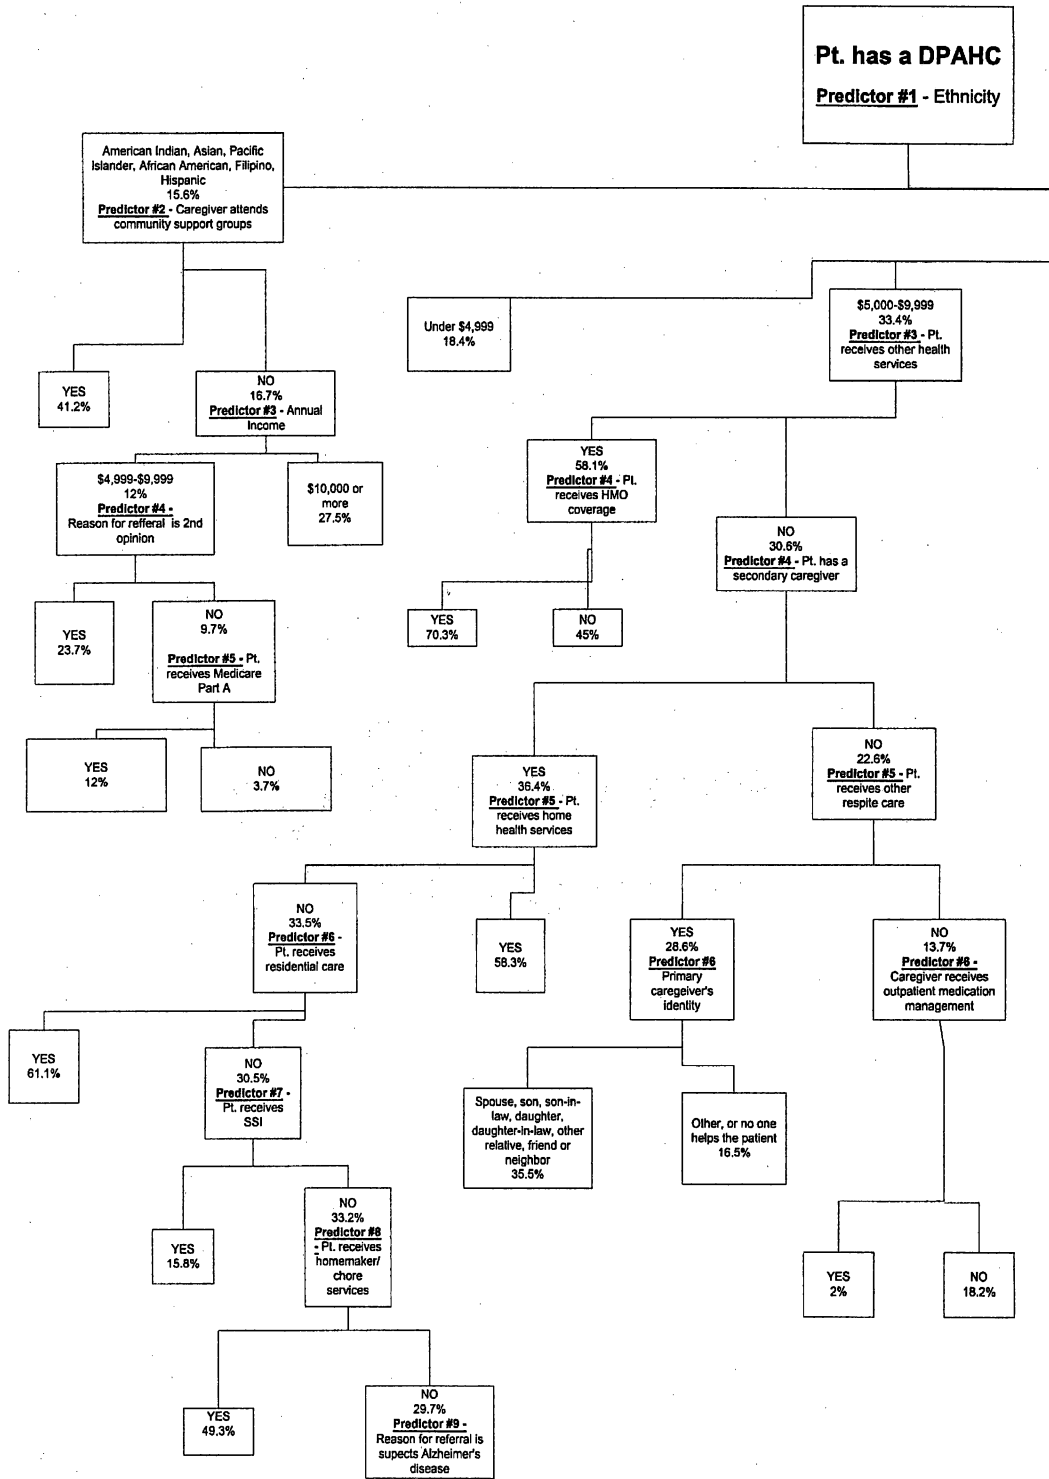 Pt. has a DPAHC
Predictor #1 - Ethnicity
American Indian, Asian, Pacific
Islander, African American, Filipino,
Hispanic
15.6%
Predictor #2 - Caregiver attends
community support groups
Under $4,999
18.4%
$5,000-$9,999
33.4%
Predictor #3 - Pt.
receives other health
services
YES
41.2%
NO
16.7%
Predictor #3 - Annual
Income
YES
58.1%
Predictor #4 - Pt.
receives HMO
coverage
$4,999-$9,999
12%
Predictor #4 -
Reason for refferal is 2nd
opinion
$10,000 or
more
27.5%
NO
30.6%
Predictor #4 - Pt. has a
secondary caregiver
YES
23.7%
NO
9.7%
Predictor #5 - Pt.
receives Medicare
Part A
YES
70.3%
NO
45%
YES
12%
NO
3.7%
YES
36.4%
Predictor #5 - Pt.
receives home
health services
NO
22.6%
Predictor #5 - Pt.
receives other
respite care
NO
33.5%
Predictor #6 -
Pt. receives
residential care
YES
58.3%
YES
28.6%
Predictor #6
Primary
caregeiver's
identity
NO
13.7%
Predictor #6 -
Caregiver receives
outpatient medication
management
YES
61.1%
NO
30.5%
Predictor #7 -
Pt. receives
SSI
Spouse, son, son-in-
law, daughter,
daughter-in-law, other
relative, friend or
neighbor
35.5%
Other, or no one
helps the patient
16.5%
YES
15.8%
NO
33.2%
Predictor #8
- Pt. receives
homemaker/
chore
services
YES
2%
NO
18.2%
YES
49.3%
NO
29.7%
Predictor #9 -
Reason for referral is
supects Alzheimer's
disease